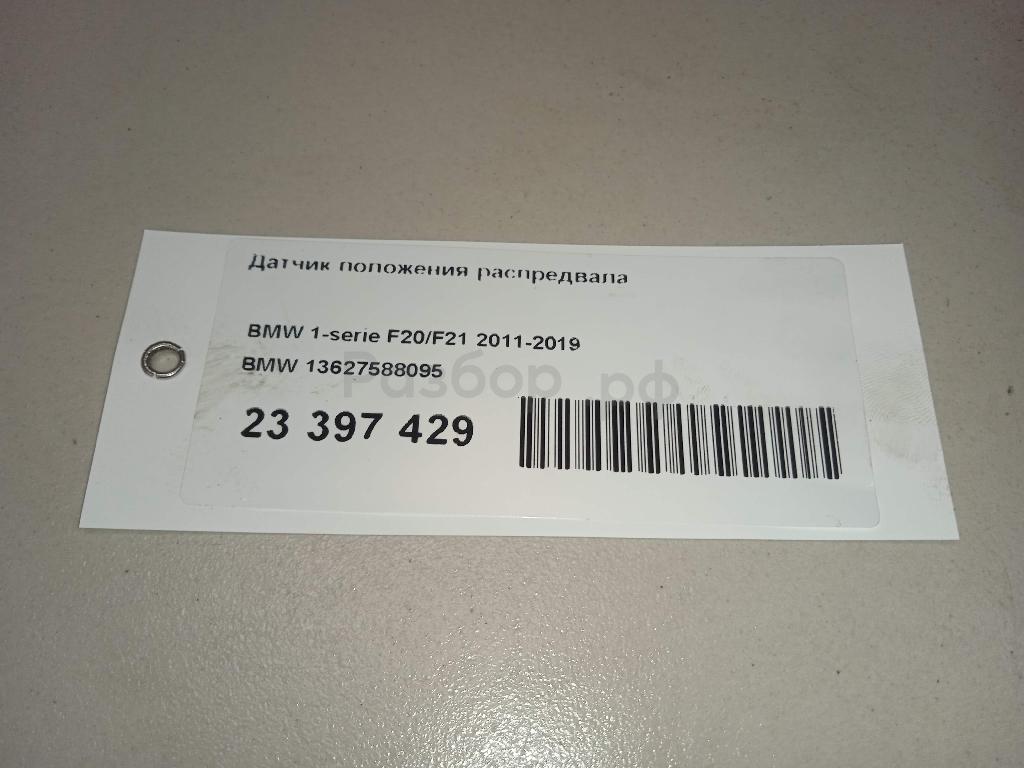 Датчик положения распредвала
BMW 1-serie F20/F21 2011-2019
BMW 13627588095
Разбор.рф
23 397 429